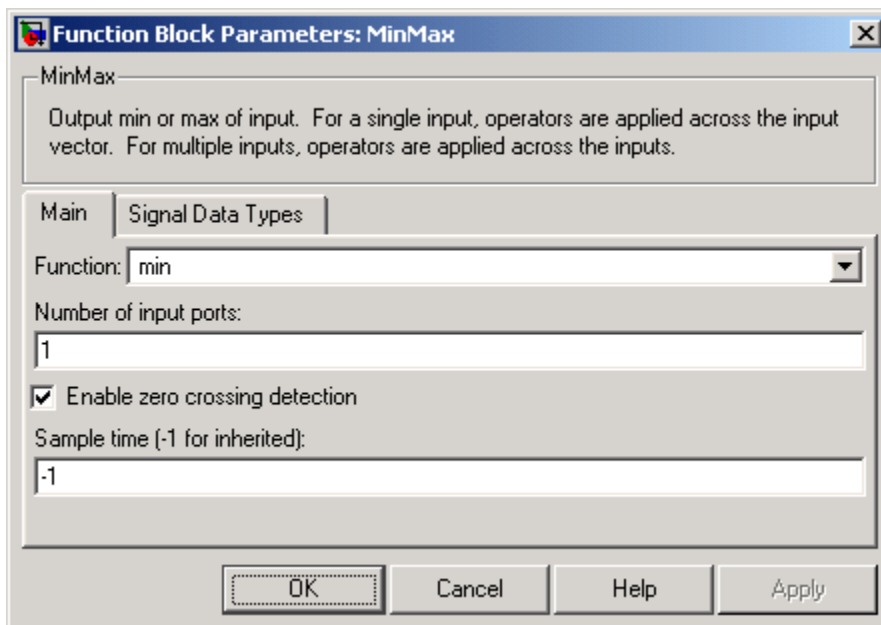 Function Block Parameters: MinMax
MinMax
Output min or max of input.  For a single input, operators are applied across the input
vector.  For multiple inputs, operators are applied across the inputs.
Main
Signal Data Types
Function: min
Number of input ports:
1
Enable zero crossing detection
Sample time (-1 for inherited):
-1
OK
Cancel
Help
Apply